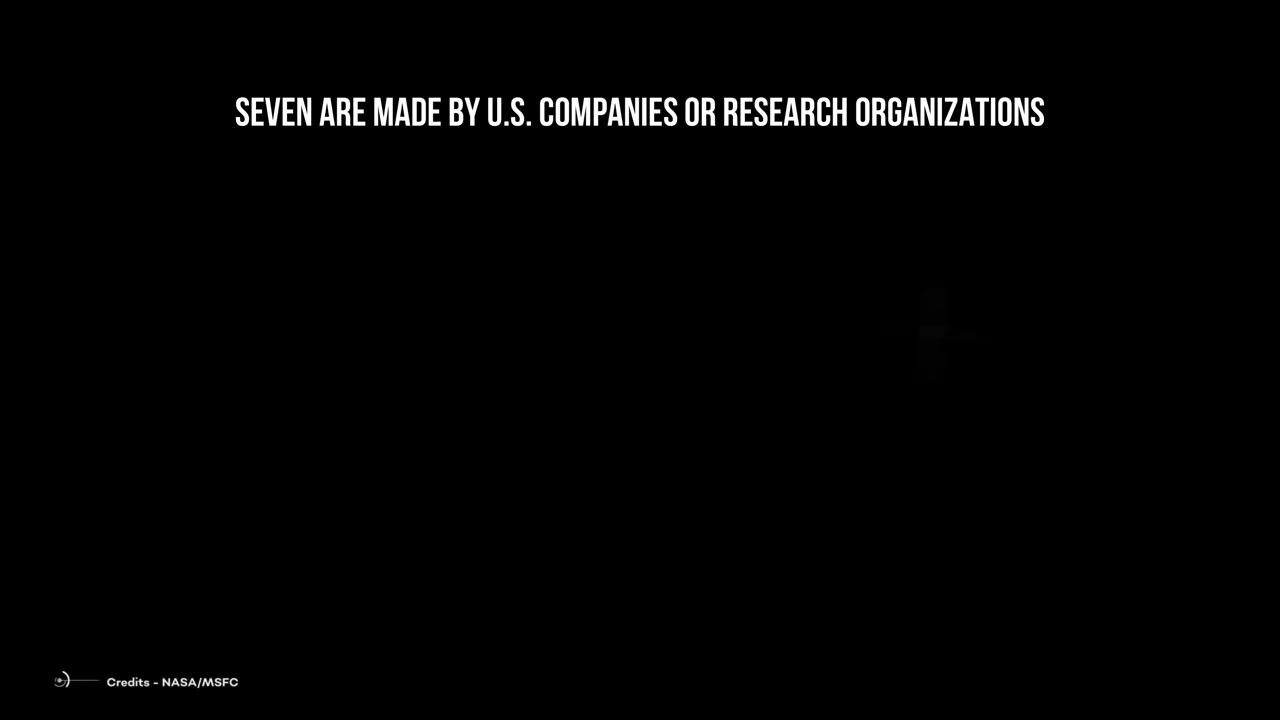 SEVEN ARE MADE BY U.S. COMPANIES OR RESEARCH ORGANIZATIONS
Credits - NASA/MSFC